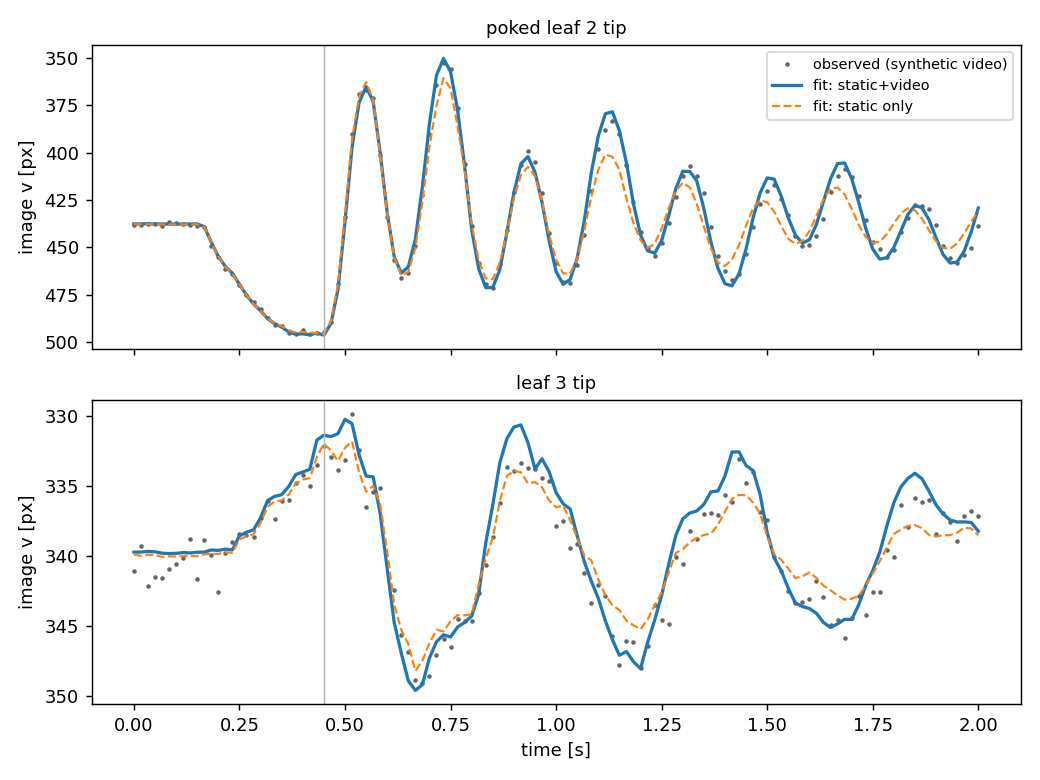 poked leaf 2 tip
350
375
400
425
450
475
500
image v [px]
observed (synthetic video)
fit: static+video
fit: static only
leaf 3 tip
330
335
340
345
350
image v [px]
0.00 0.25 0.50 0.75 1.00 1.25 1.50 1.75 2.00
time [s]